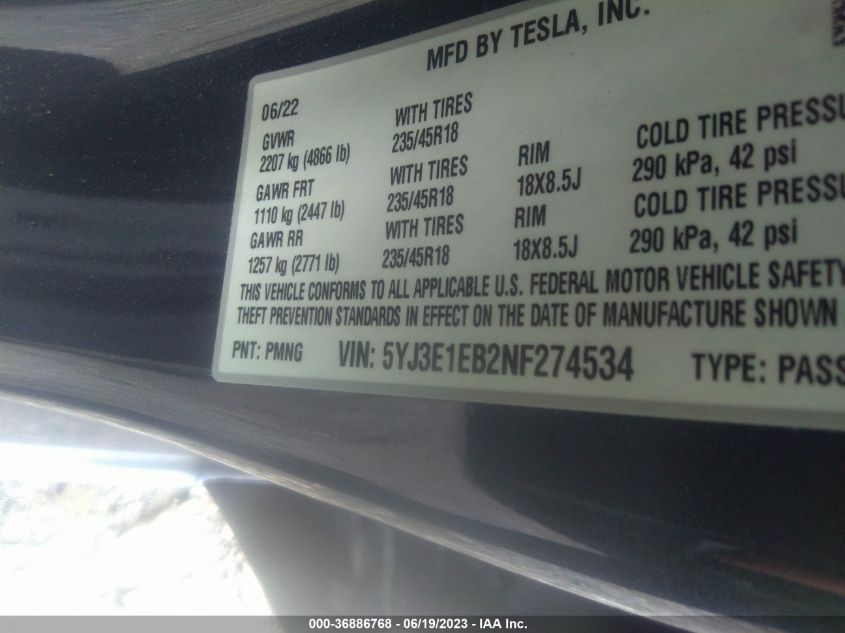 MFD BY TESLA, INC.
06/22
GVWR WITH TIRES
2207 kg (4866 lb) 235/45R18
GAWR FRT WITH TIRES RIM COLD TIRE PRESSU
1110 kg (2447 lb) 235/45R18 18X8.5J 290 kPa, 42 psi
GAWR RR WITH TIRES RIM COLD TIRE PRESSU
1257 kg (2771 lb) 235/45R18 18X8.5J 290 kPa, 42 psi
THIS VEHICLE CONFORMS TO ALL APPLICABLE U.S. FEDERAL MOTOR VEHICLE SAFETY
THEFT PREVENTION STANDARDS IN EFFECT ON THE DATE OF MANUFACTURE SHOWN
PNT: PMNG VIN: 5YJ3E1EB2NF274534 TYPE: PASS
000-36886768 - 06/19/2023 - IAA Inc.